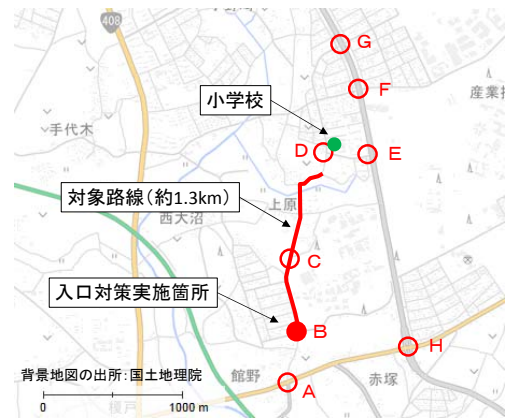 408
G
F
小学校
産業
手代木
D
E
対象路線（約1.3km）
上原
西大沼
C
入口対策実施箇所
B
H
館野
A
赤塚
背景地図の出所：国土地理院
榎戸
0 1000 m